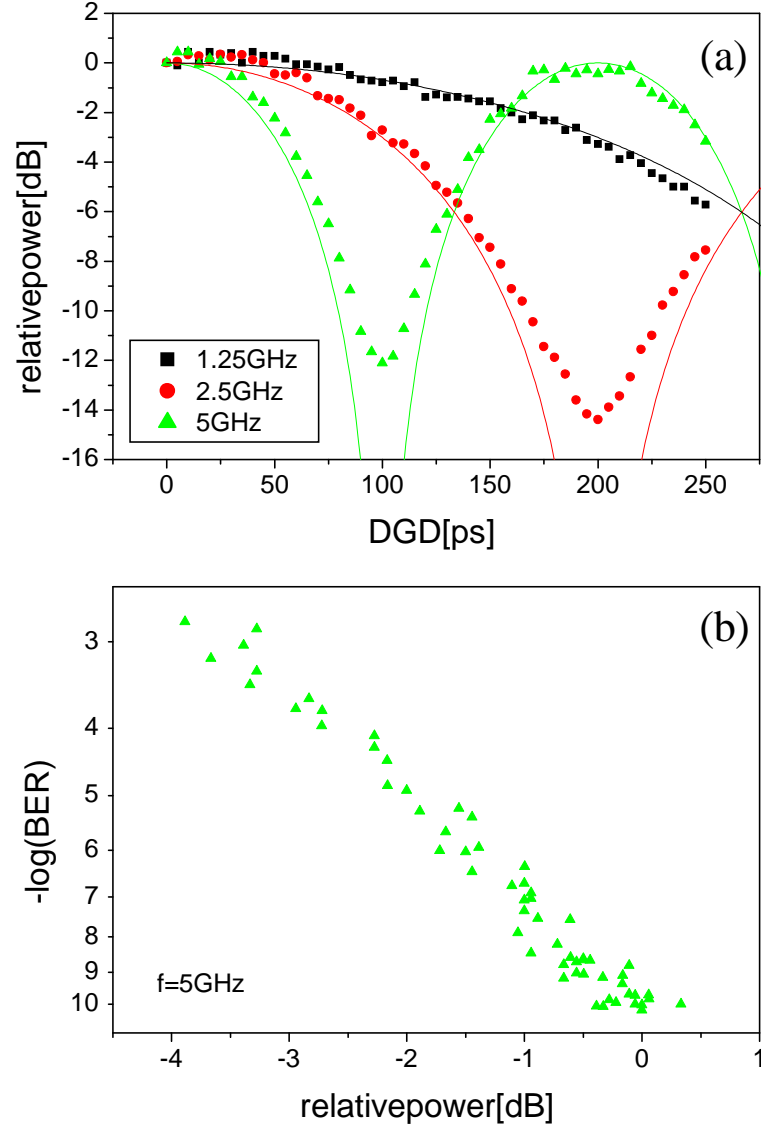 (a)
2
0
-2
-4
-6
-8
-10
-12
-14
-16
relativepower[dB]
1.25GHz
2.5GHz
5GHz
0 50 100 150 200 250
DGD[ps]
(b)
3
4
5
6
7
8
9
10
-log(BER)
f=5GHz
-4 -3 -2 -1 0 1
relativepower[dB]